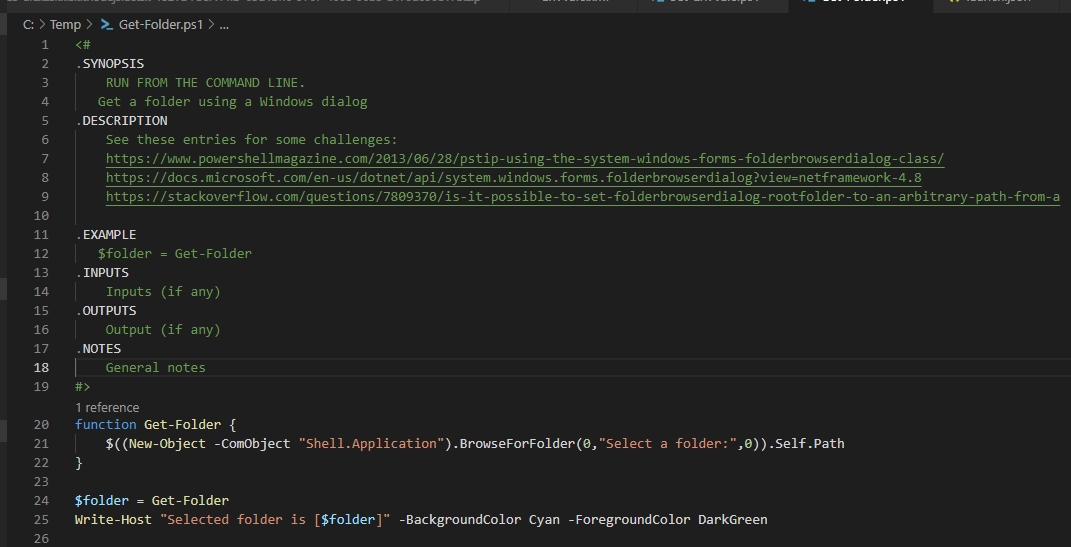 C: > Temp > Get-Folder.ps1 > ...
1 <#
2 .SYNOPSIS
3 RUN FROM THE COMMAND LINE.
4 Get a folder using a Windows dialog
5 .DESCRIPTION
6 See these entries for some challenges:
7 https://www.powershellmagazine.com/2013/06/28/pstip-using-the-system-windows-forms-folderbrowserdialog-class/
8 https://docs.microsoft.com/en-us/dotnet/api/system.windows.forms.folderbrowserdialog?view=netframework-4.8
9 https://stackoverflow.com/questions/7809370/is-it-possible-to-set-folderbrowserdialog-rootfolder-to-an-arbitrary-path-from-a
10
11 .EXAMPLE
12 $folder = Get-Folder
13 .INPUTS
14 Inputs (if any)
15 .OUTPUTS
16 Output (if any)
17 .NOTES
18 General notes
19 #>
1 reference
20 function Get-Folder {
21 $((New-Object -ComObject "Shell.Application").BrowseForFolder(0,"Select a folder:",0)).Self.Path
22 }
23
24 $folder = Get-Folder
25 Write-Host "Selected folder is [$folder]" -BackgroundColor Cyan -ForegroundColor DarkGreen
26